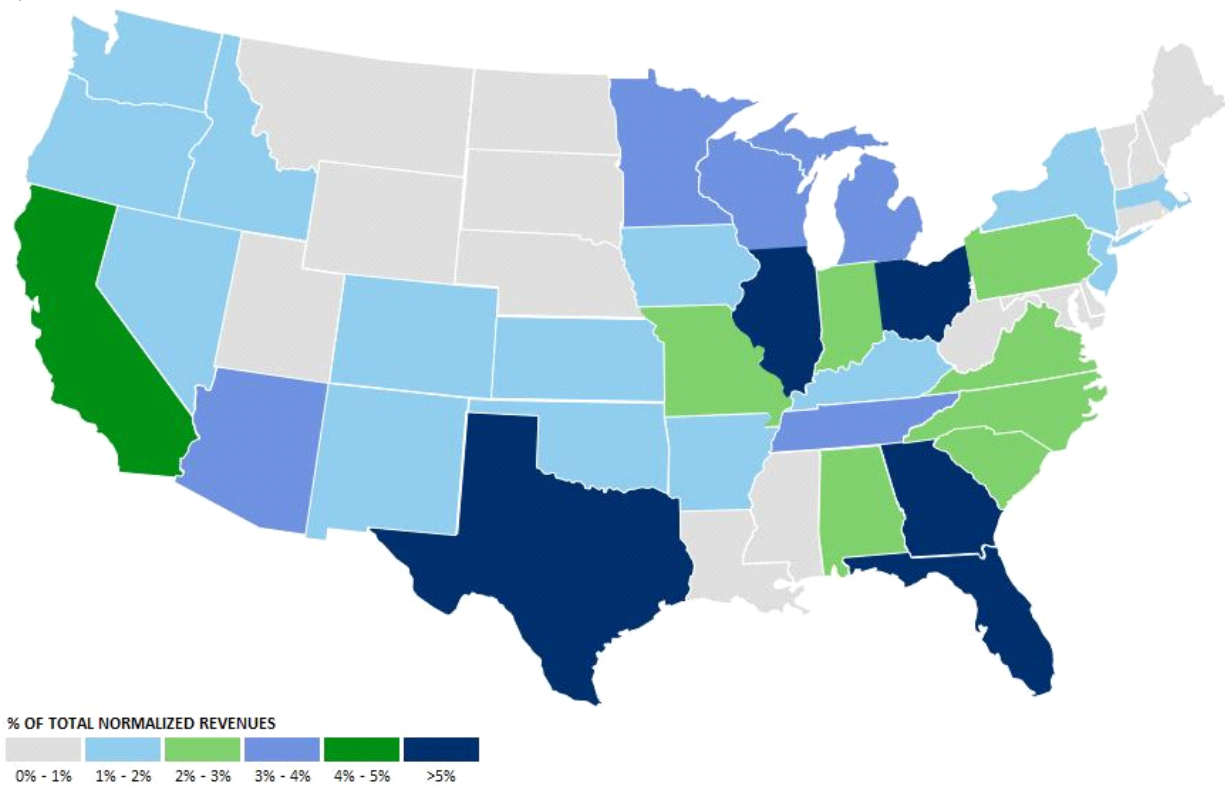 % OF TOTAL NORMALIZED REVENUES
0% - 1% 1% - 2% 2% - 3% 3% - 4% 4% - 5% >5%